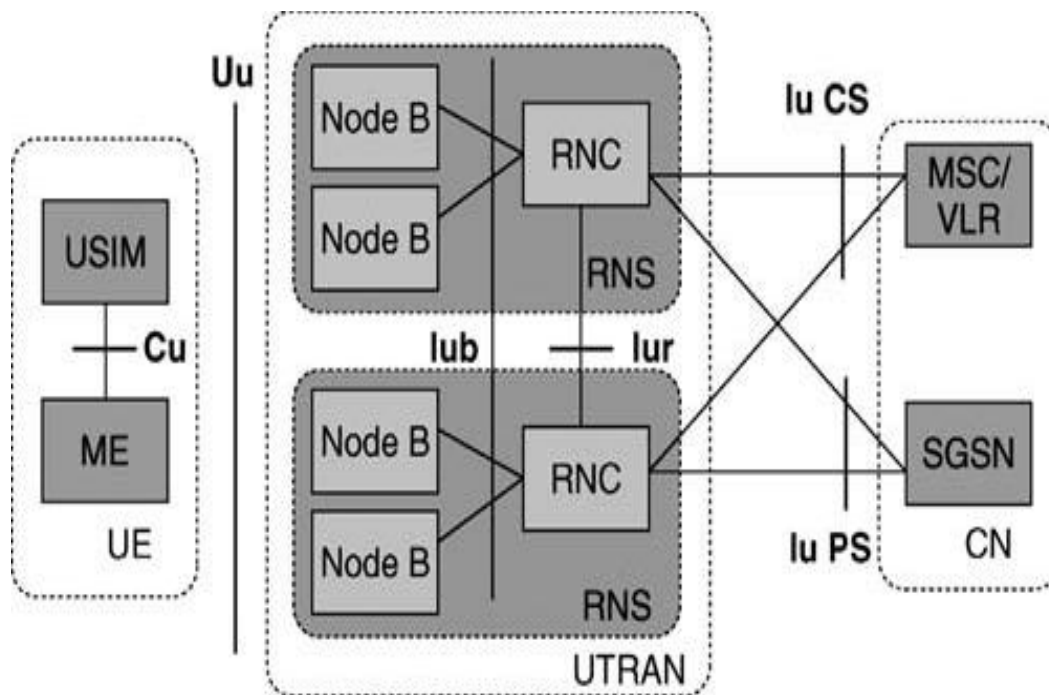 Uu
Node B
Node B
RNC
RNS
Iu CS
MSC/
VLR
USIM
Cu
ME
UE
Iub
Iur
Node B
Node B
RNC
RNS
UTRAN
Iu PS
SGSN
CN